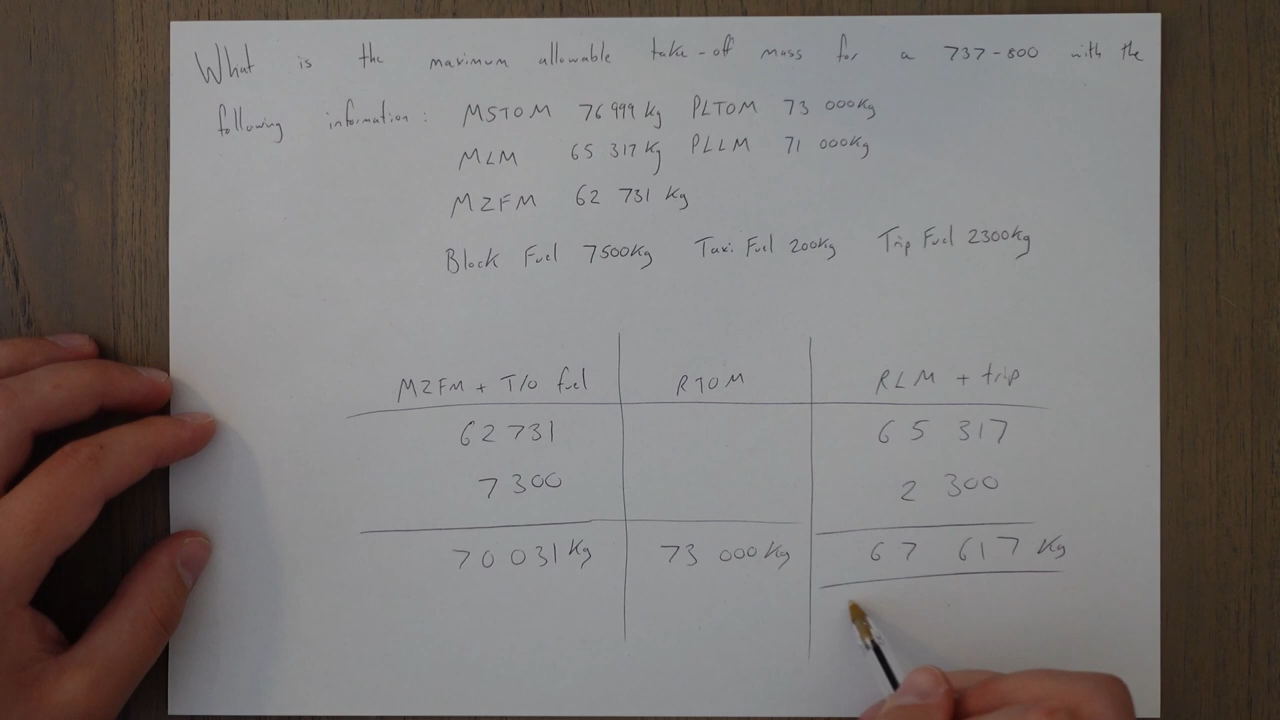 What is the maximum allowable take-off mass for a 737-800 with the
following information: MSTOM 76 999 Kg PLTOM 73 000Kg
MLM 65 317 Kg PLLM 71 000Kg
MZFM 62 731 Kg
Block Fuel 7500Kg Taxi Fuel 200Kg Trip Fuel 2300Kg
MZFM + T/O fuel RTOM RLM + trip
62 731 65 317
7 300 2 300
70 031 Kg 73 000 Kg 67 617 Kg